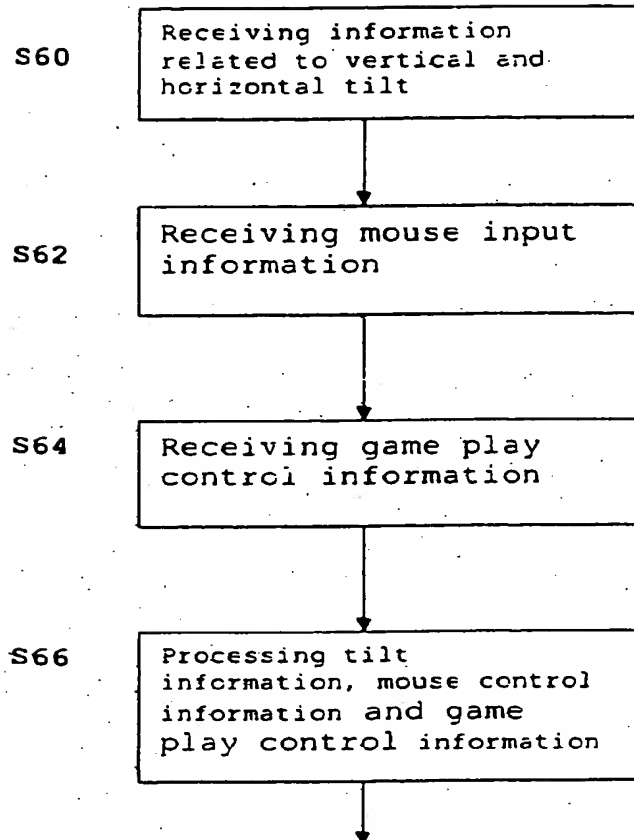 S60
Receiving information
related to vertical and
horizontal tilt
S62
Receiving mouse input
information
S64
Receiving game play
control information
S66
Processing tilt
information, mouse control
information and game
play control information